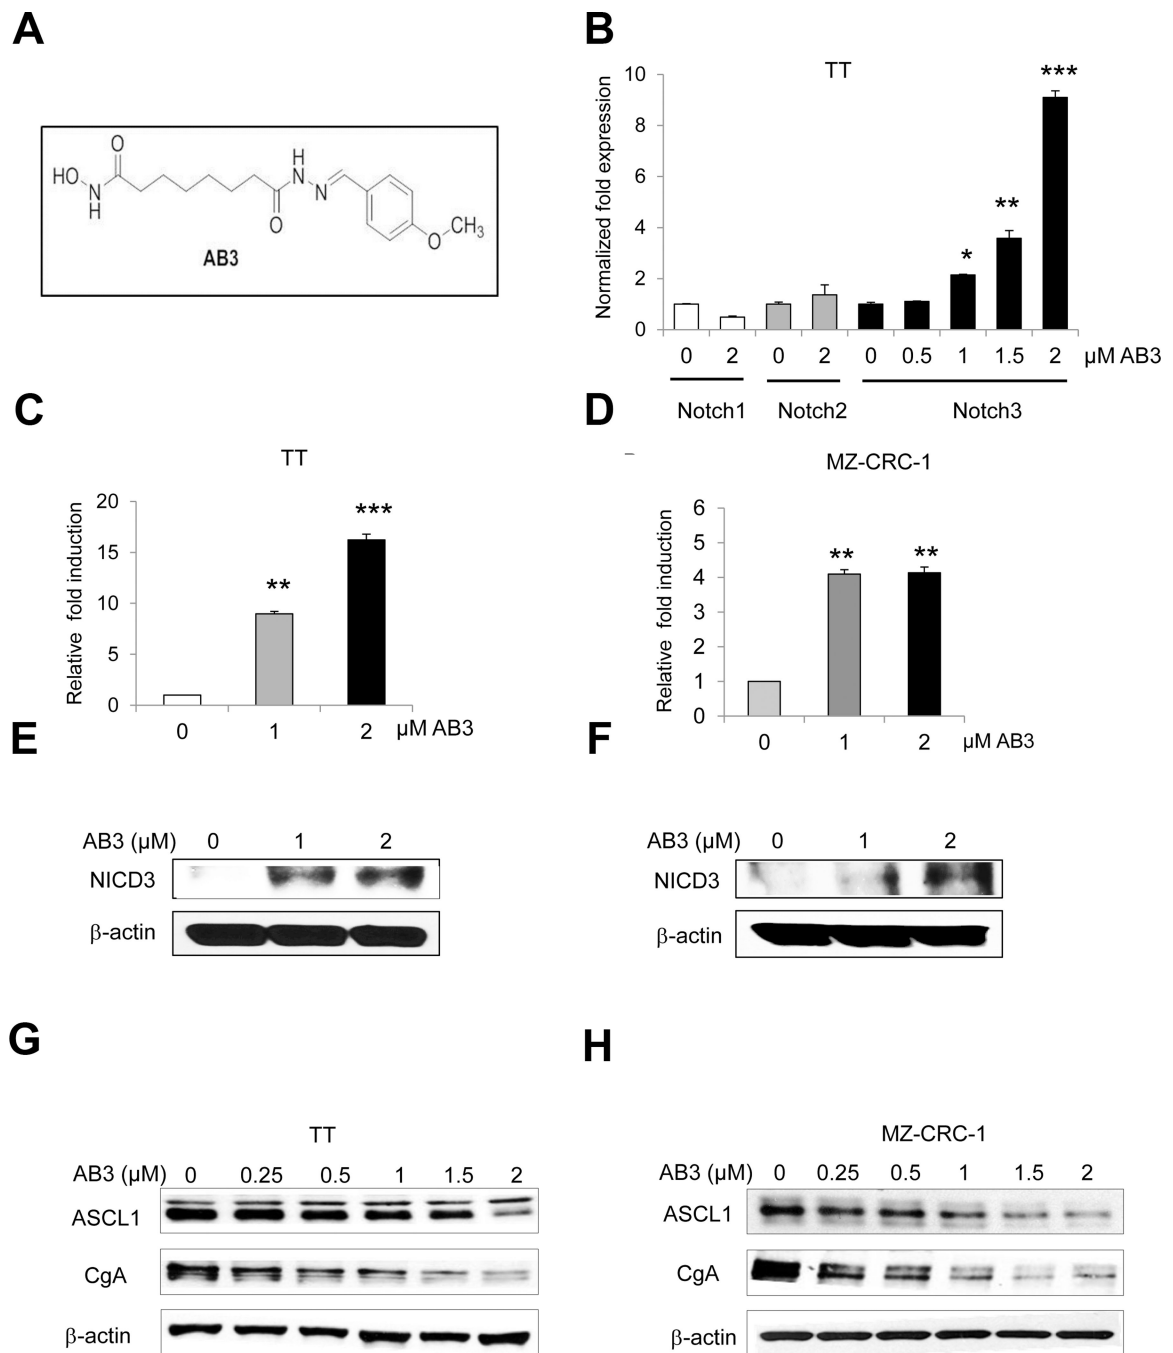 A
O
HO
N
H
H
N
N
O
O
CH3
AB3
B
TT
Normalized fold expression
10
8
6
4
2
0
*
**
***
0 2 0 2 0 0.5 1 1.5 2 µM AB3
Notch1 Notch2 Notch3
C
TT
Relative fold induction
20
15
10
5
0
**
***
0 1 2 µM AB3
D
MZ-CRC-1
Relative fold induction
6
5
4
3
2
1
0
** **
0 1 2 µM AB3
E
AB3 (µM) 0 1 2
NICD3
β-actin
F
AB3 (µM) 0 1 2
NICD3
β-actin
G
TT
AB3 (µM) 0 0.25 0.5 1 1.5 2
ASCL1
CgA
β-actin
H
MZ-CRC-1
AB3 (µM) 0 0.25 0.5 1 1.5 2
ASCL1
CgA
β-actin